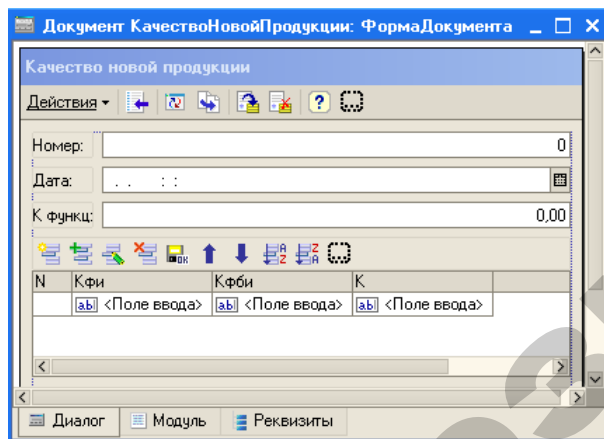 Документ КачествоНовойПродукции: ФормаДокумента
Качество новой продукции
Действия
Номер: 0
Дата: . . : :
К функц: 0,00
N Кфи Кфби К
<Поле ввода> <Поле ввода> <Поле ввода>
Диалог Модуль Реквизиты